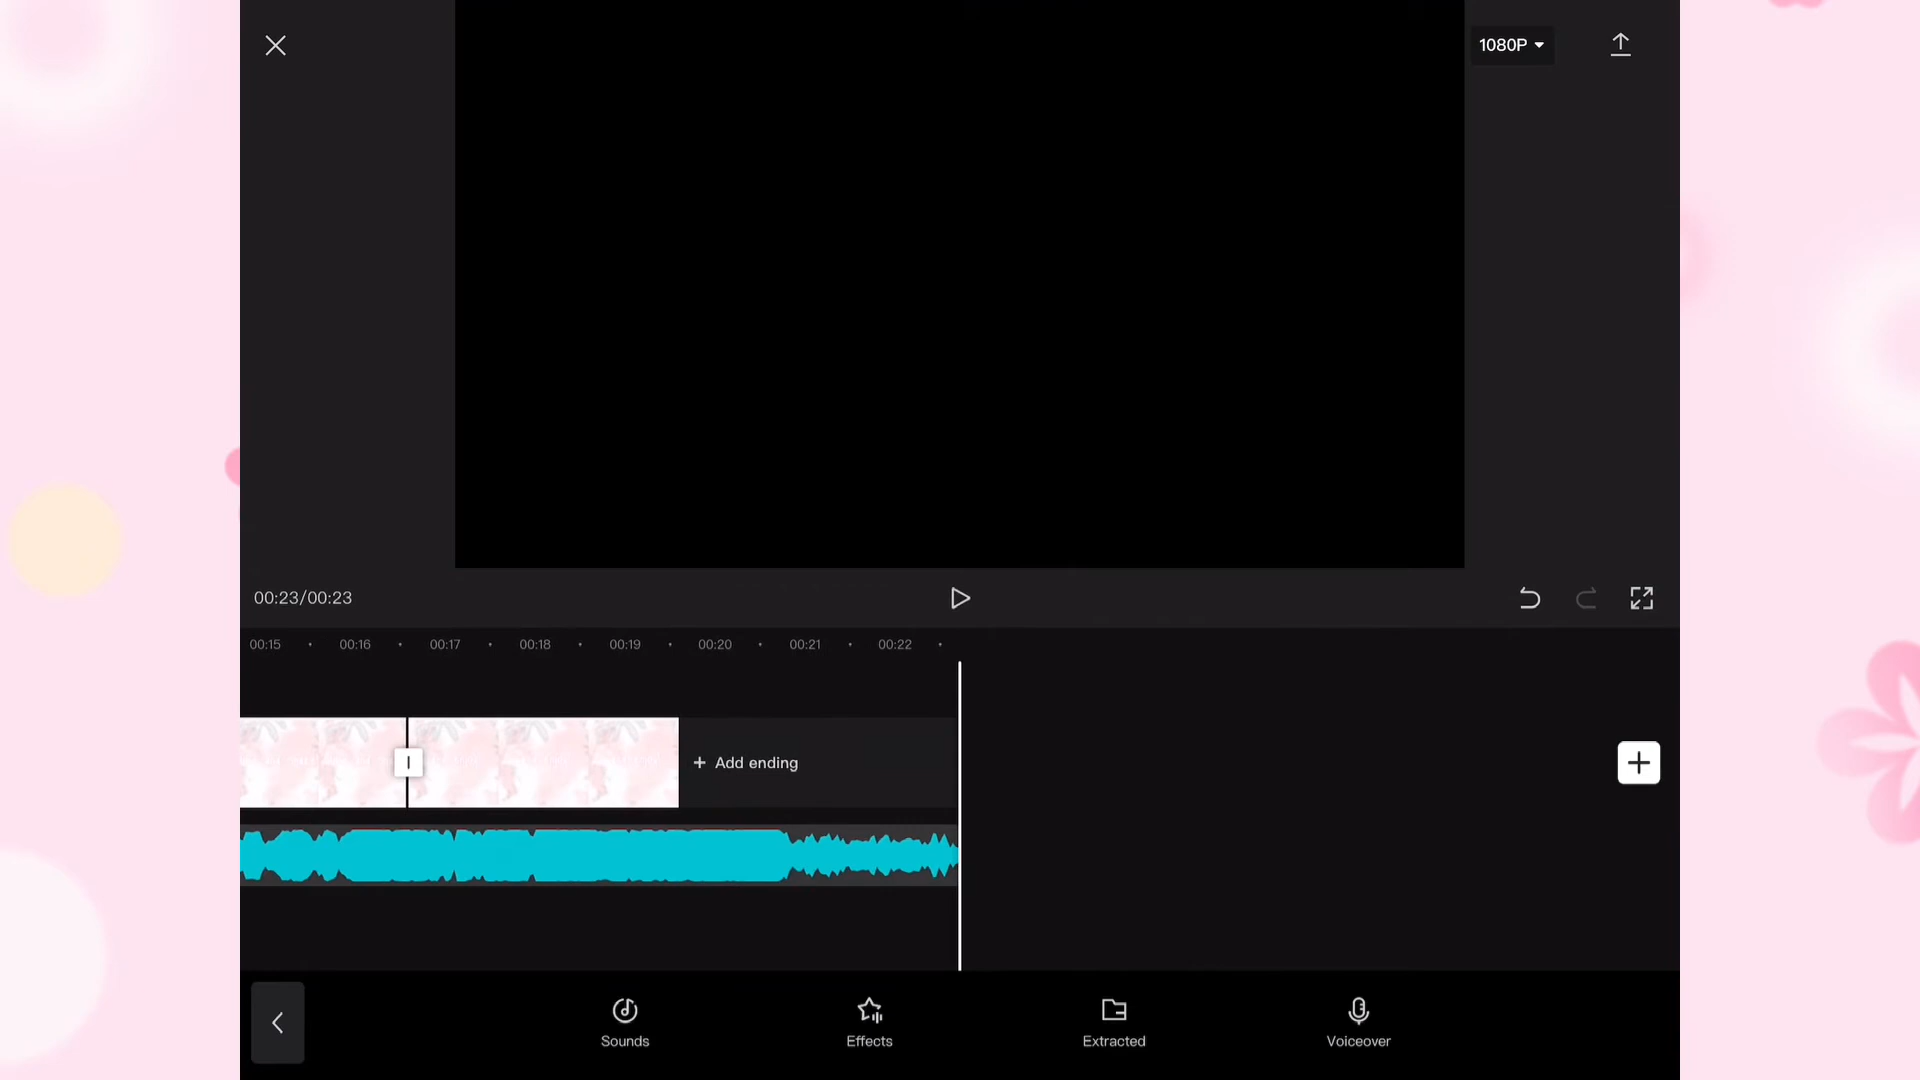 1080P
00:23/00:23
00:15 00:16 00:17 00:18 00:19 00:20 00:21 00:22
+ Add ending
Sounds Effects Extracted Voiceover